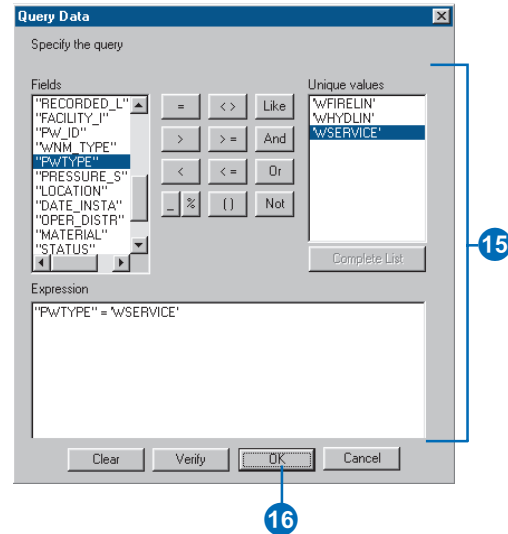 Query Data
Specify the query
Fields
"RECORDED_L"
"FACILITY_I"
"PW_ID"
"WNM_TYPE"
"PWTYPE"
"PRESSURE_S"
"LOCATION"
"DATE_INSTA"
"OPER_DISTR"
"MATERIAL"
"STATUS"
= <> Like
> >= And
< <= Or
_ % () Not
Unique values
'WFIRELIN'
'WHYDLIN'
'WSERVICE'
Complete List
15
Expression
"PWTYPE" = 'WSERVICE'
Clear Verify OK Cancel
16